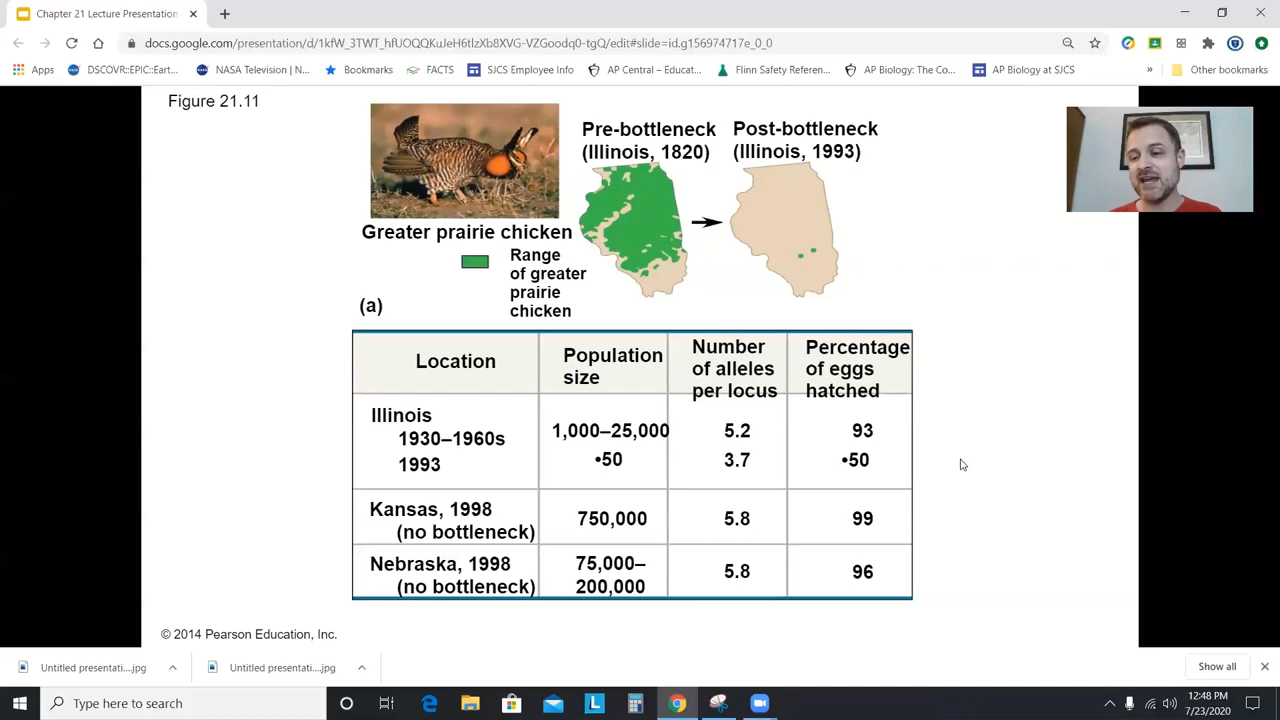 Chapter 21 Lecture Presentation
docs.google.com/presentation/d/1kfW_3TWT_hfUOQOKuJeH6tlzXb8XVG-VZGoodq0-tgQ/edit#slide=id.g156974717e_0_0
Apps DSCOVR::EPIC::Eart... NASA Television | N... Bookmarks FACTS SJCS Employee Info AP Central – Educat... Flinn Safety Referen... AP Biology: The Co... AP Biology at SJCS » Other bookmarks
Figure 21.11
Pre-bottleneck
(Illinois, 1820)
Post-bottleneck
(Illinois, 1993)
Greater prairie chicken
Range
of greater
prairie
chicken
(a)
Location
Population
size
Number
of alleles
per locus
Percentage
of eggs
hatched
Illinois
1930–1960s 1,000–25,000 5.2 93
1993 •50 3.7 •50
Kansas, 1998
(no bottleneck)
750,000 5.8 99
Nebraska, 1998
(no bottleneck)
75,000–
200,000
5.8 96
© 2014 Pearson Education, Inc.
Untitled presentati....jpg Untitled presentati....jpg Show all
Type here to search
12:48 PM
7/23/2020